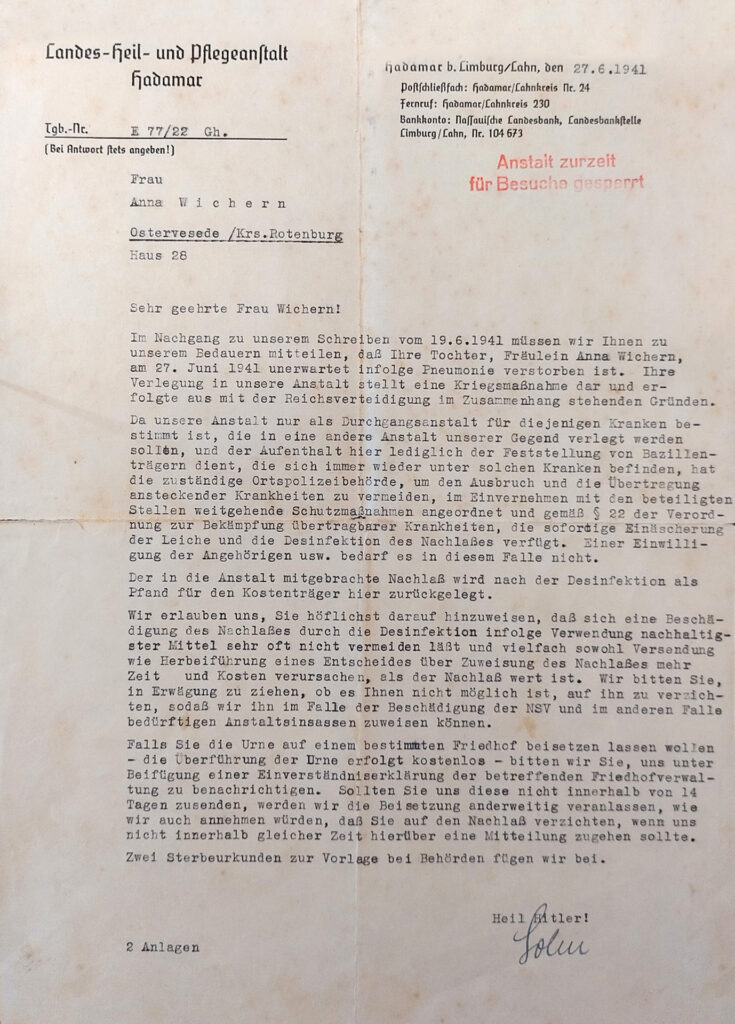 Landes-Heil- und Pflegeanstalt
Hadamar
Hadamar b. Limburg/Lahn, den 27.6.1941
Postschließfach: Hadamar/Lahnkreis Nr. 24
Fernruf: Hadamar/Lahnkreis 230
Bankkonto: Nassauische Landesbank, Landesbankstelle
Limburg/Lahn, Nr. 104 673
Tgb.-Nr. E 77/22 Gh.
(Bei Antwort stets angeben!)
Anstalt zurzeit
für Besuche gesperrt
Frau
Anna W i c h e r n
Ostervesede /Krs.Rotenburg
Haus 28
Sehr geehrte Frau Wichern!
Im Nachgang zu unserem Schreiben vom 19.6.1941 müssen wir Ihnen zu
unserem Bedauern mitteilen, daß Ihre Tochter, Fräulein Anna Wichern,
am 27. Juni 1941 unerwartet infolge Pneumonie verstorben ist. Ihre
Verlegung in unsere Anstalt stellt eine Kriegsmaßnahme dar und er-
folgte aus mit der Reichsverteidigung im Zusammenhang stehenden Gründen.
Da unsere Anstalt nur als Durchgangsanstalt für diejenigen Kranken be-
stimmt ist, die in eine andere Anstalt unserer Gegend verlegt werden
sollen, und der Aufenthalt hier lediglich der Feststellung von Bazillen-
trägern dient, die sich immer wieder unter solchen Kranken befinden, hat
die zuständige Ortspolizeibehörde, um den Ausbruch und die Übertragung
ansteckender Krankheiten zu vermeiden, im Einvernehmen mit den beteiligten
Stellen weitgehende Schutzmaßnahmen angeordnet und gemäß § 22 der Verord-
nung zur Bekämpfung übertragbarer Krankheiten, die sofortige Einäscherung
der Leiche und die Desinfektion des Nachlaßes verfügt. Einer Einwilli-
gung der Angehörigen usw. bedarf es in diesem Falle nicht.
Der in die Anstalt mitgebrachte Nachlaß wird nach der Desinfektion als
Pfand für den Kostenträger hier zurückgelegt.
Wir erlauben uns, Sie höflichst darauf hinzuweisen, daß sich eine Beschä-
digung des Nachlaßes durch die Desinfektion infolge Verwendung nachhaltig-
ster Mittel sehr oft nicht vermeiden läßt und vielfach sowohl Versendung
wie Herbeiführung eines Entscheides über Zuweisung des Nachlaßes mehr
Zeit und Kosten verursachen, als der Nachlaß wert ist. Wir bitten Sie,
in Erwägung zu ziehen, ob es Ihnen nicht möglich ist, auf ihn zu verzich-
ten, sodaß wir ihn im Falle der Beschädigung der NSV und im anderen Falle
bedürftigen Anstaltsinsassen zuweisen können.
Falls Sie die Urne auf einem bestimmten Friedhof beisetzen lassen wollen
- die Überführung der Urne erfolgt kostenlos - bitten wir Sie, uns unter
Beifügung einer Einverständniserklärung der betreffenden Friedhofverwal-
tung zu benachrichtigen. Sollten Sie uns diese nicht innerhalb von 14
Tagen zusenden, werden wir die Beisetzung anderweitig veranlassen, wie
wir auch annehmen würden, daß Sie auf den Nachlaß verzichten, wenn uns
nicht innerhalb gleicher Zeit hierüber eine Mitteilung zugehen sollte.
Zwei Sterbeurkunden zur Vorlage bei Behörden fügen wir bei.
Heil Hitler!
2 Anlagen